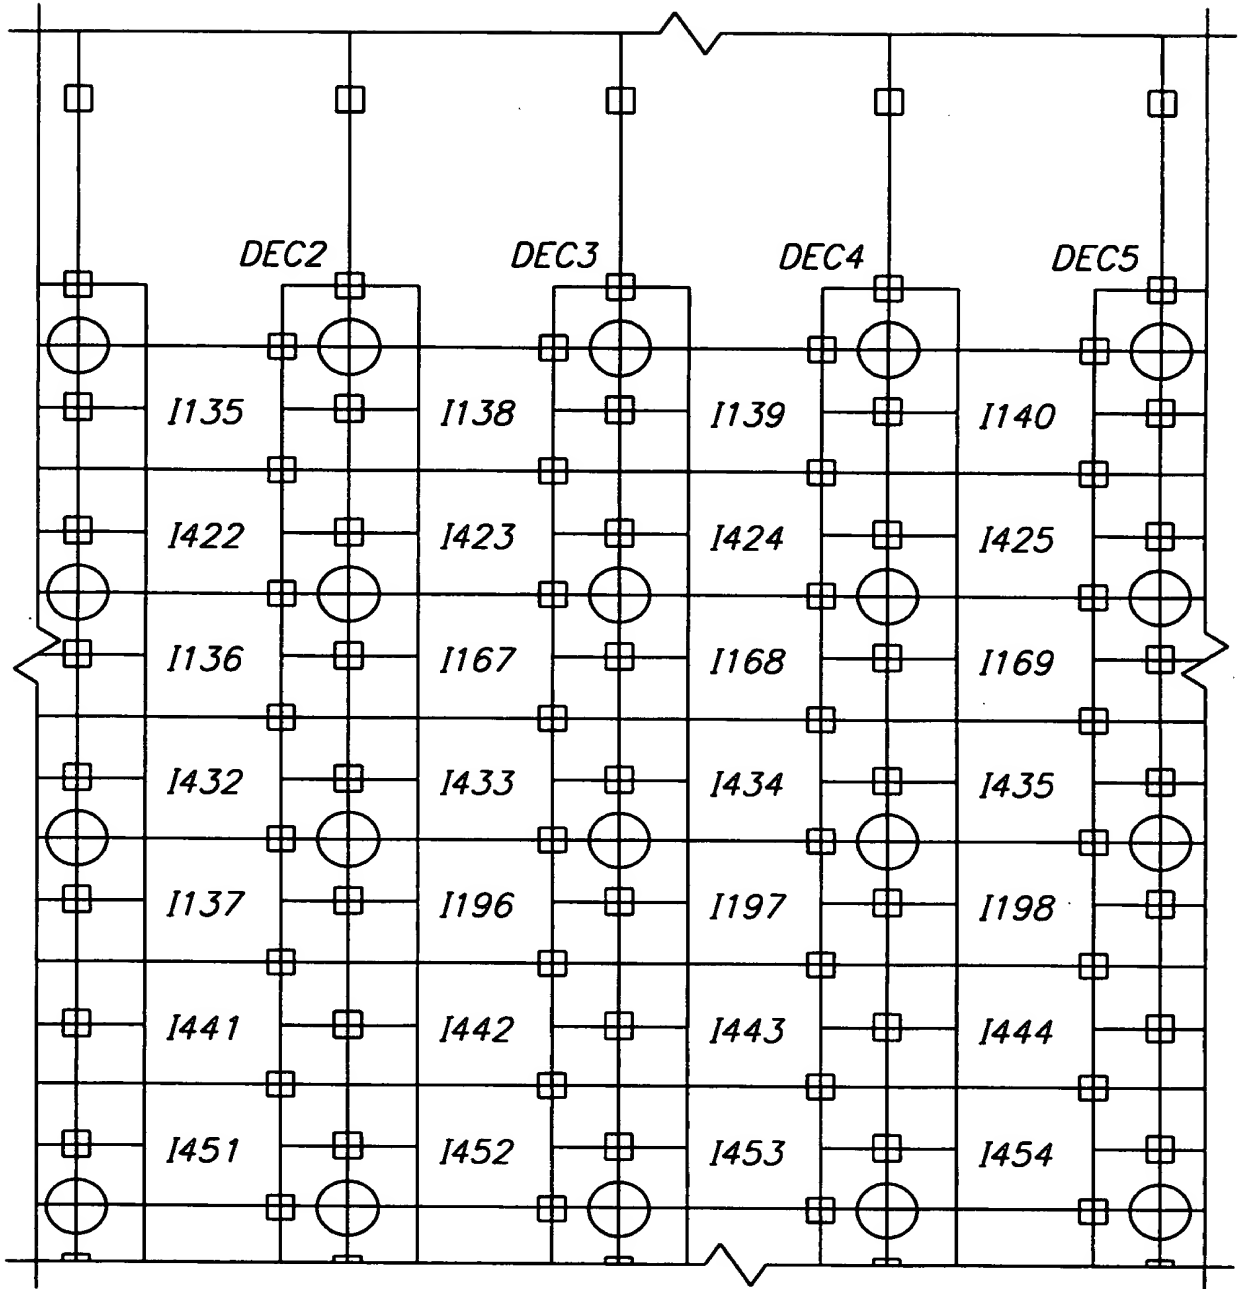 DEC2 DEC3 DEC4 DEC5
I135 I138 I139 I140
I422 I423 I424 I425
I136 I167 I168 I169
I432 I433 I434 I435
I137 I196 I197 I198
I441 I442 I443 I444
I451 I452 I453 I454